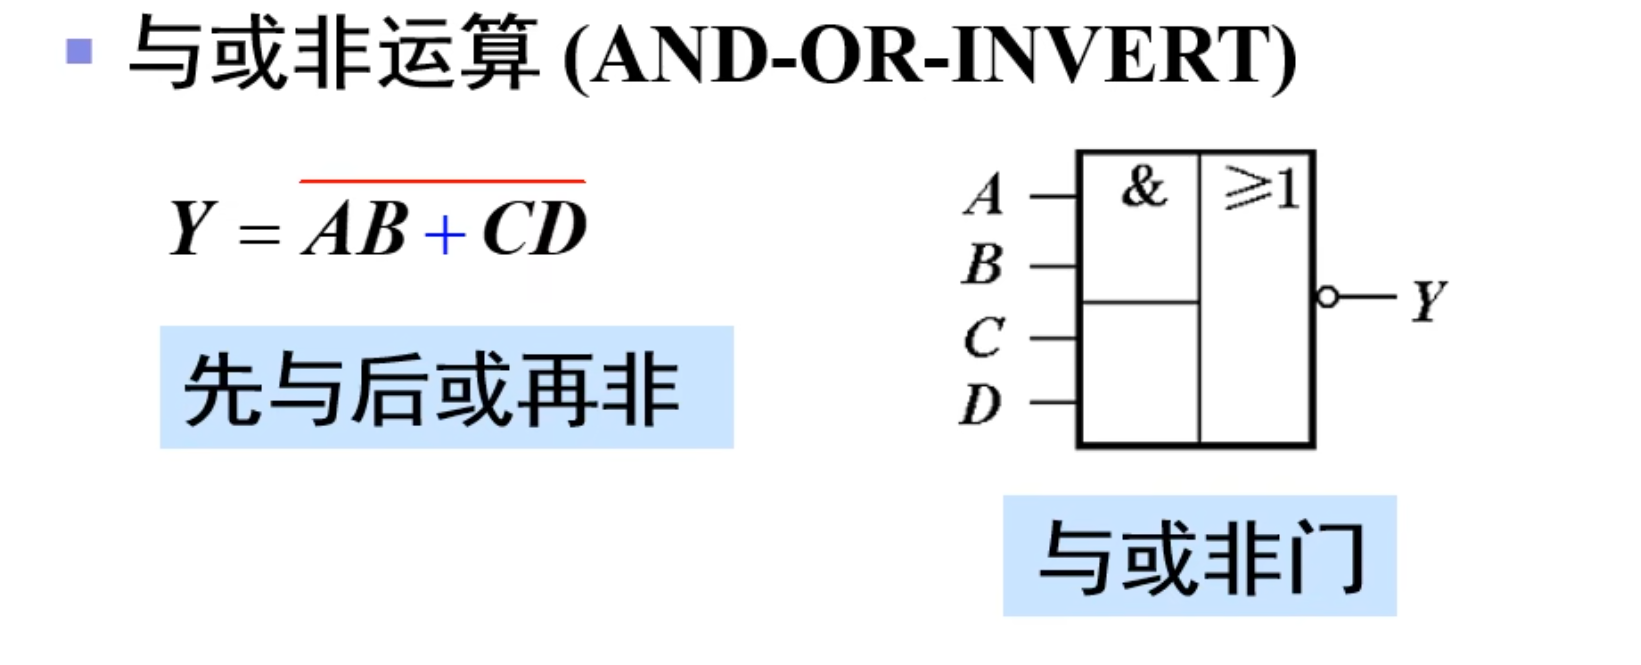 与或非运算 (AND-OR-INVERT)
Y = \overline{AB + CD}
先与后或再非
A
B
C
D
&
≥1
Y
与或非门